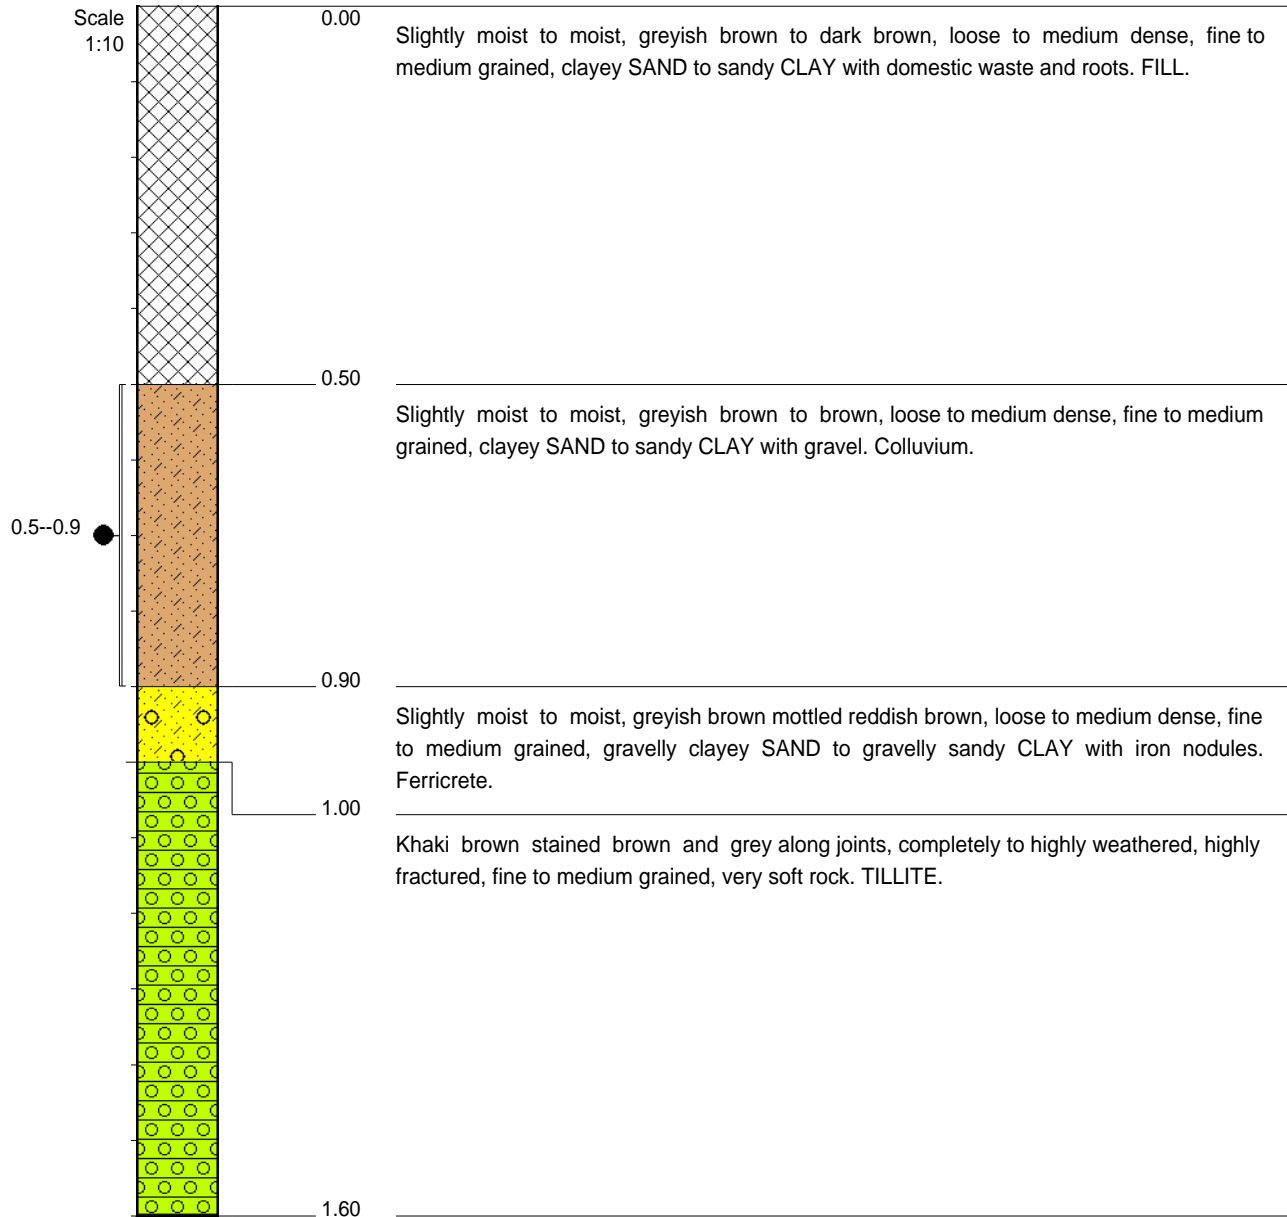 Scale
1:10
0.00
Slightly moist to moist, greyish brown to dark brown, loose to medium dense, fine to
medium grained, clayey SAND to sandy CLAY with domestic waste and roots. FILL.
0.50
Slightly moist to moist, greyish brown to brown, loose to medium dense, fine to medium
grained, clayey SAND to sandy CLAY with gravel. Colluvium.
0.5--0.9
0.90
Slightly moist to moist, greyish brown mottled reddish brown, loose to medium dense, fine
to medium grained, gravelly clayey SAND to gravelly sandy CLAY with iron nodules.
Ferricrete.
1.00
Khaki brown stained brown and grey along joints, completely to highly weathered, highly
fractured, fine to medium grained, very soft rock. TILLITE.
1.60